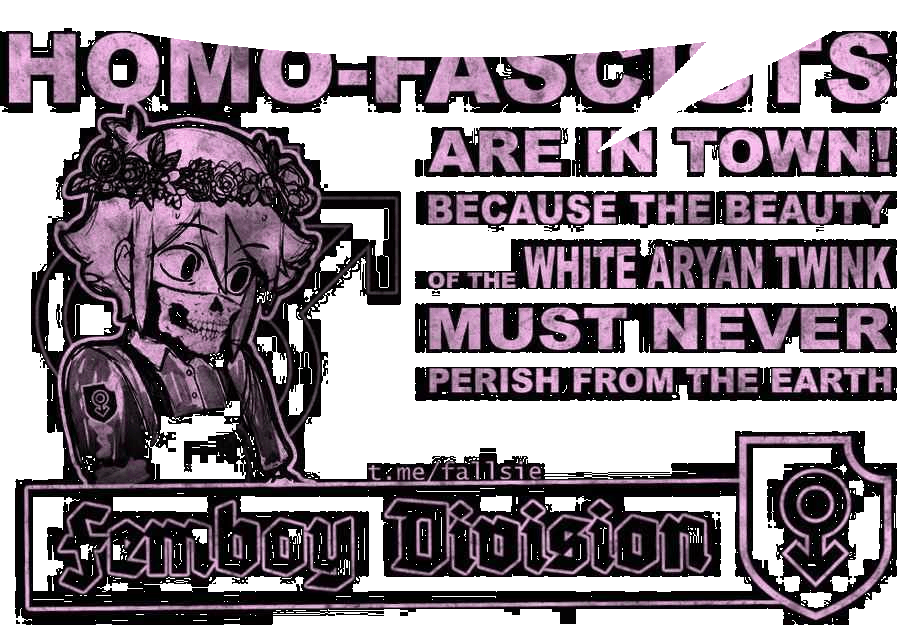 HOMO-FASCISTS
ARE IN TOWN!
BECAUSE THE BEAUTY
OF THE WHITE ARYAN TWINK
MUST NEVER
PERISH FROM THE EARTH
t.me/fallsie
Femboy Division